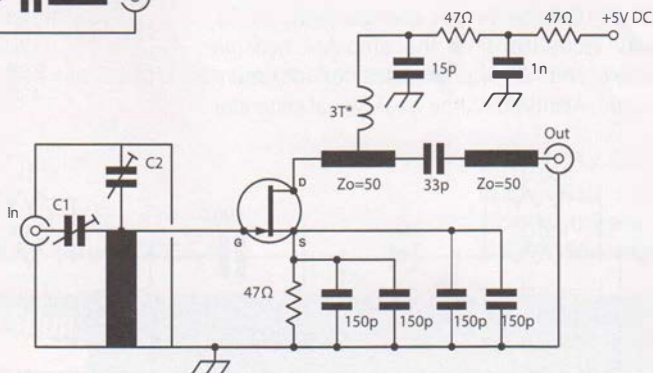 47Ω 47Ω +5V DC
15p 1n
3T*
Out
C2
D
Zo=50 33p Zo=50
In C1
G S
47Ω
150p 150p 150p 150p